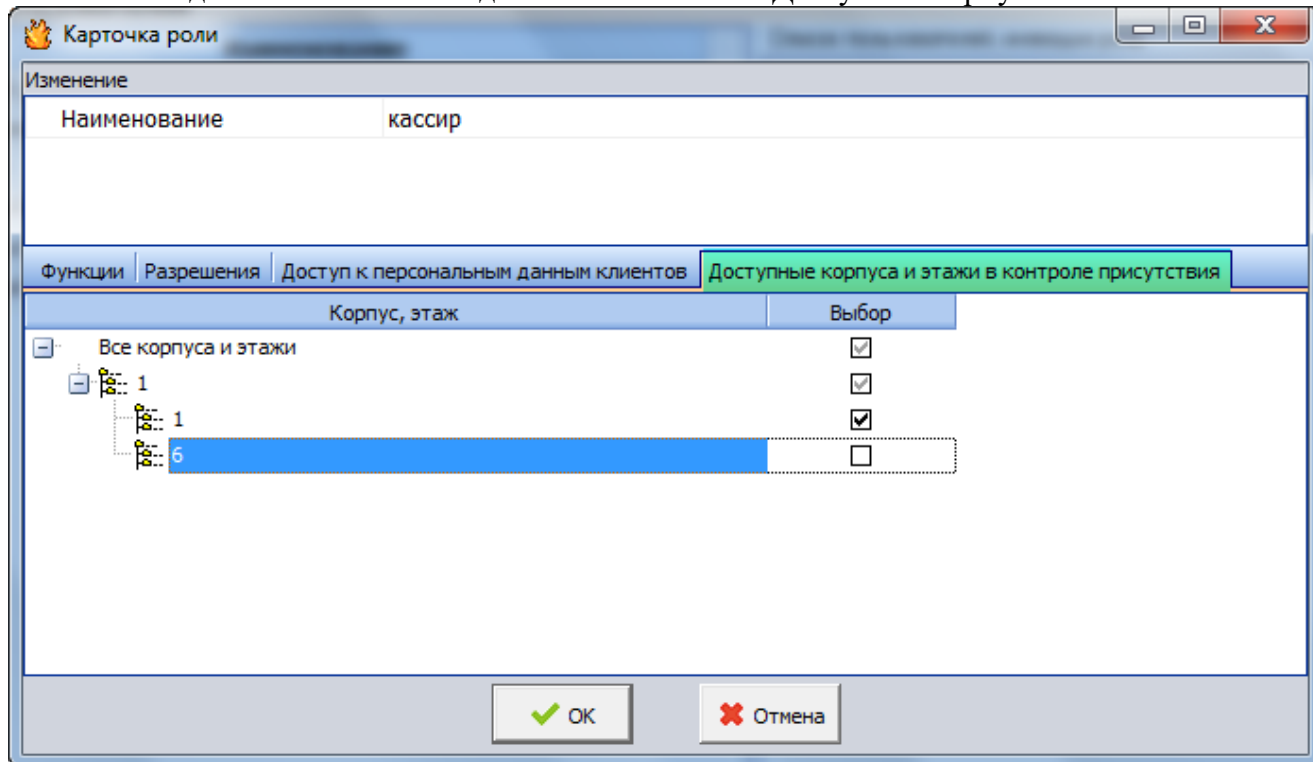 Карточка роли
Изменение
Наименование кассир
Функции Разрешения Доступ к персональным данным клиентов Доступные корпуса и этажи в контроле присутствия
Корпус, этаж Выбор
Все корпуса и этажи
1
1
6
OK Отмена